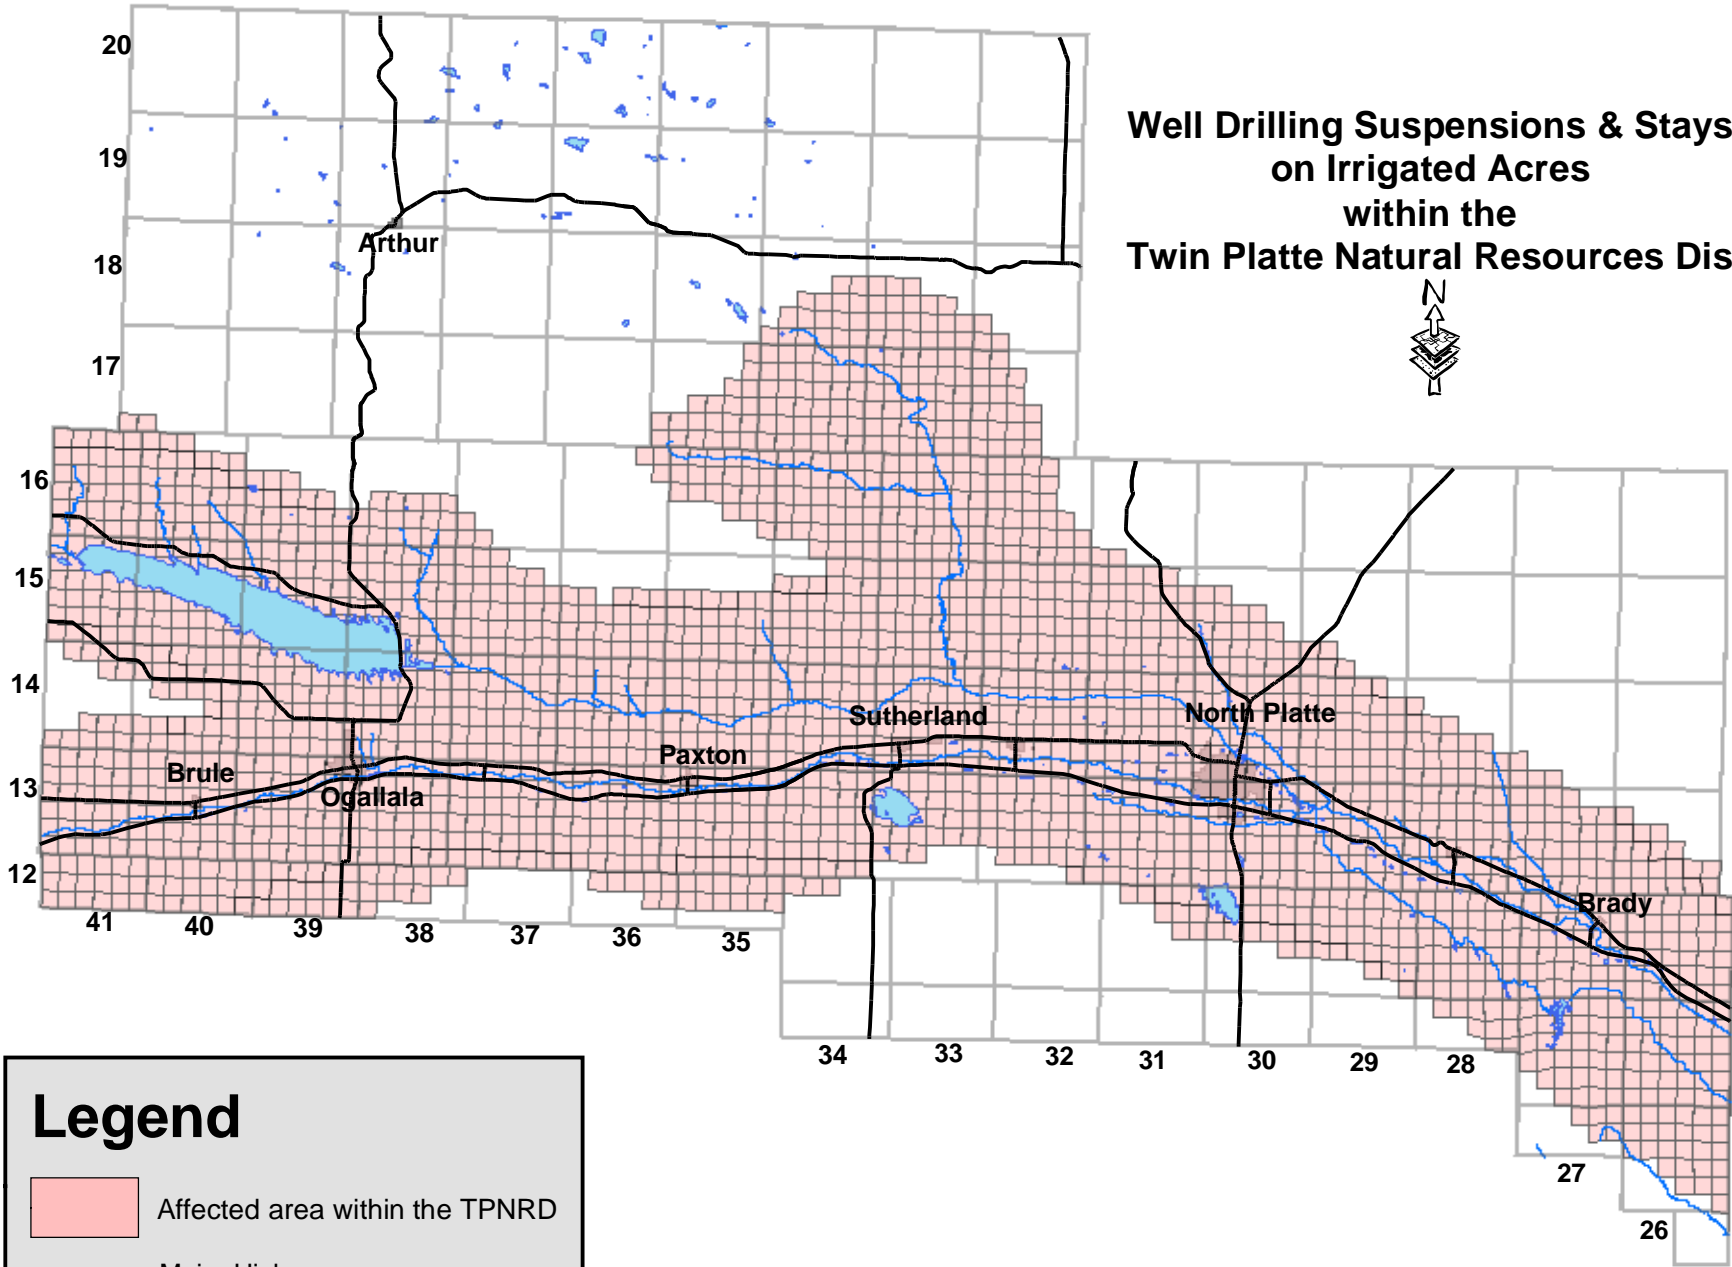 Well Drilling Suspensions & Stays
on Irrigated Acres
within the
Twin Platte Natural Resources Dis
N
20
19
18
17
16
15
14
13
12
Arthur
Sutherland
North Platte
Paxton
Brule
Ogallala
Brady
41
40
39
38
37
36
35
34
33
32
31
30
29
28
27
26
Legend
Affected area within the TPNRD